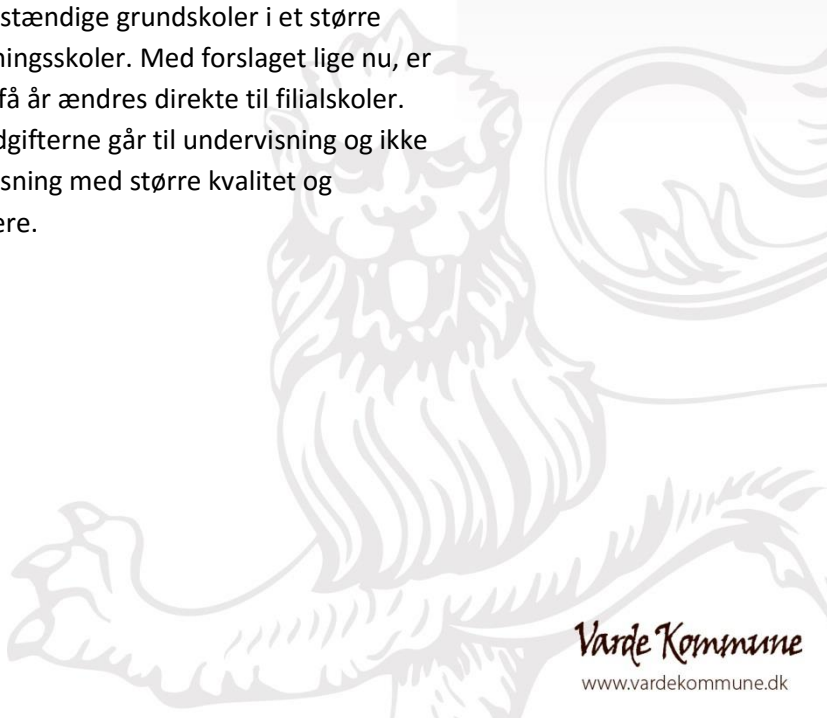 stændige grundskoler i et større
ningsskoler. Med forslaget lige nu, er
få år ændres direkte til filialskoler.
dgifterne går til undervisning og ikke
isning med større kvalitet og
ere.
Varde Kommune
www.vardekommune.dk